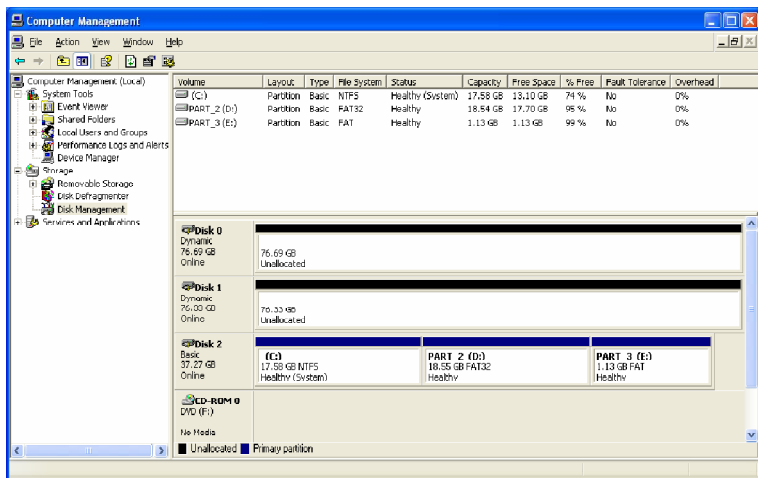 Computer Management
File Action View Window Help
Computer Management (Local)
System Tools
Event Viewer
Shared Folders
Local Users and Groups
Performance Logs and Alerts
Device Manager
Storage
Removable Storage
Disk Defragmenter
Disk Management
Services and Applications
Volume Layout Type File System Status Capacity Free Space % Free Fault Tolerance Overhead
(C:) Partition Basic NTFS Healthy (System) 17.58 GB 13.10 GB 74 % No 0%
PART_2 (D:) Partition Basic FAT32 Healthy 18.54 GB 17.70 GB 95 % No 0%
PART_3 (E:) Partition Basic FAT Healthy 1.13 GB 1.13 GB 99 % No 0%
Disk 0
Dynamic
76.69 GB
Online
76.69 GB
Unallocated
Disk 1
Dynamic
76.33 GB
Online
76.33 GB
Unallocated
Disk 2
Basic
37.27 GB
Online
(C:)
17.58 GB NTFS
Healthy (System)
PART_2 (D:)
18.55 GB FAT32
Healthy
PART_3 (E:)
1.13 GB FAT
Healthy
CD-ROM 0
DVD (F:)
No Media
Unallocated Primary partition